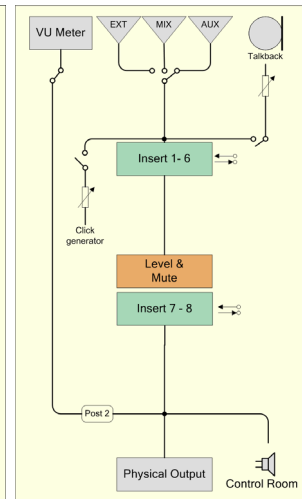 VU Meter
EXT
MIX
AUX
Talkback
Insert 1- 6
Click
generator
Level &
Mute
Insert 7 - 8
Post 2
Physical Output
Control Room